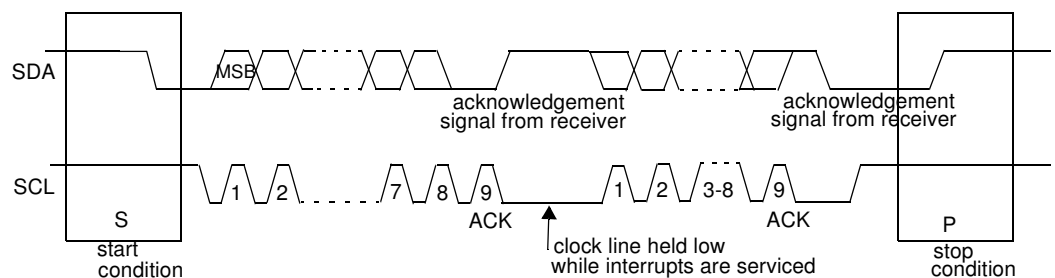 SDA
MSB
acknowledgement
signal from receiver
acknowledgement
signal from receiver
SCL
1
2
7
8
9
1
2
3-8
9
ACK
ACK
S
P
start
condition
clock line held low
while interrupts are serviced
stop
condition